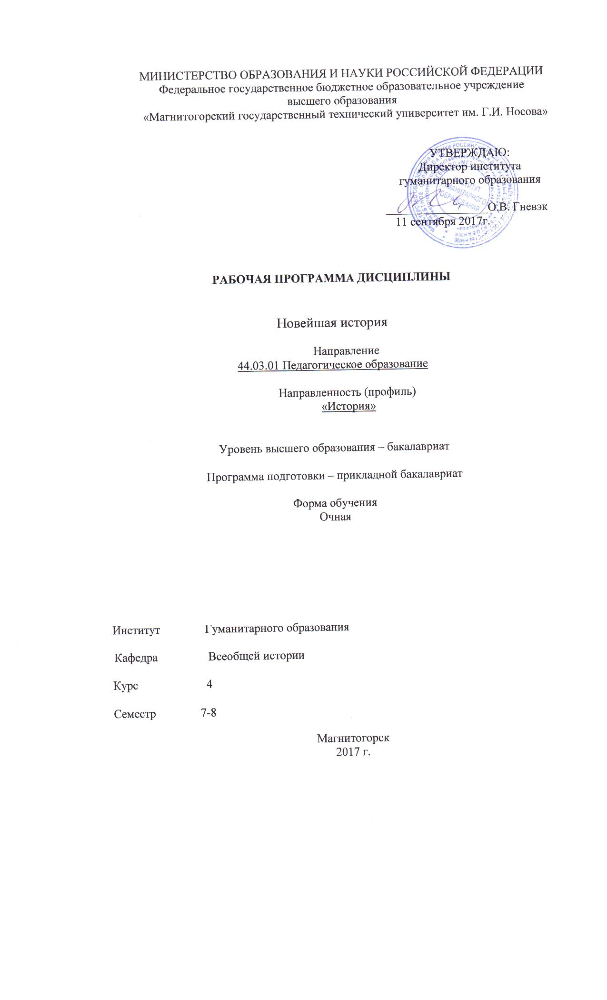 МИНИСТЕРСТВО ОБРАЗОВАНИЯ И НАУКИ РОССИЙСКОЙ ФЕДЕРАЦИИ
Федеральное государственное бюджетное образовательное учреждение
высшего образования
«Магнитогорский государственный технический университет им. Г.И. Носова»
УТВЕРЖДАЮ:
Директор института
гуманитарного образования
О.В. Гневэк
11 сентября 2017г.
ИНСТИТУТ
ГУМАНИТАРНОГО
ОБРАЗОВАНИЯ
РАБОЧАЯ ПРОГРАММА ДИСЦИПЛИНЫ
Новейшая история
Направление
44.03.01 Педагогическое образование
Направленность (профиль)
«История»
Уровень высшего образования – бакалавриат
Программа подготовки – прикладной бакалавриат
Форма обучения
Очная
Институт Гуманитарного образования
Кафедра Всеобщей истории
Курс 4
Семестр 7-8
Магнитогорск
2017 г.